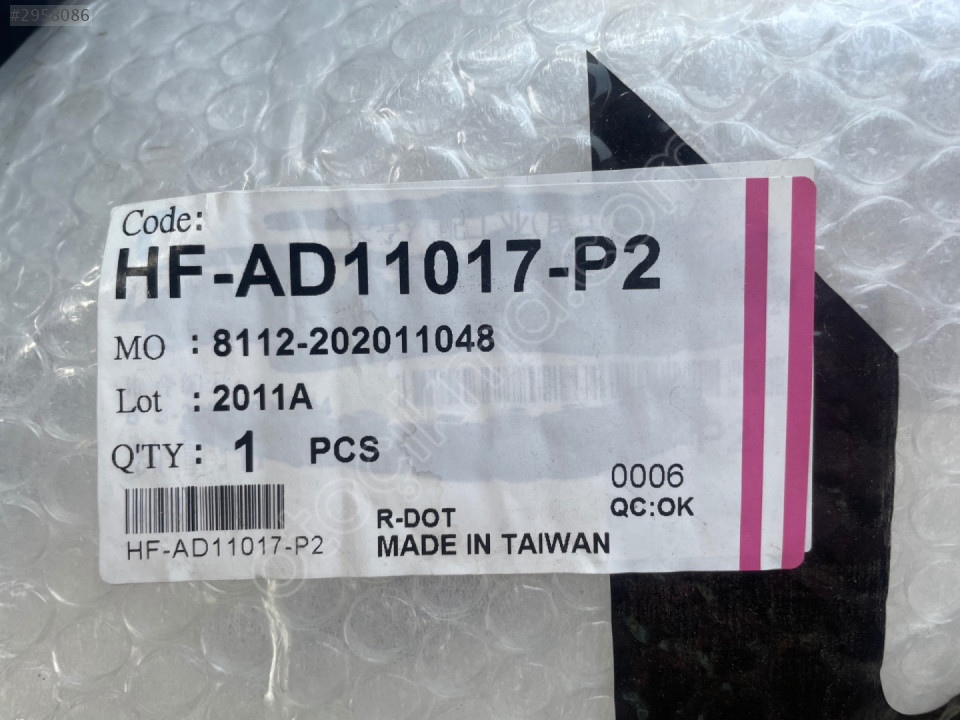 #2958086
Code:
HF-AD11017-P2
MO : 8112-202011048
Lot : 2011A
Q'TY : 1 PCS
0006
QC:OK
HF-AD11017-P2
R-DOT
MADE IN TAIWAN